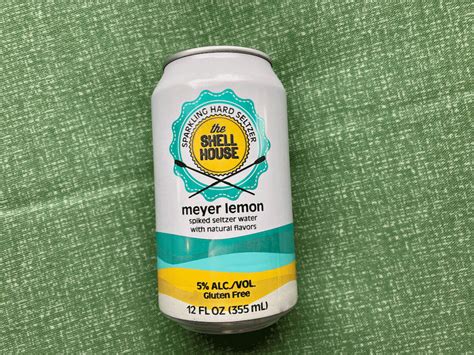 SPARKLING HARD SELTZER
the
SHELL
HOUSE
meyer lemon
spiked seltzer water
with natural flavors
5% ALC./VOL.
Gluten Free
12 FL OZ (355 mL)